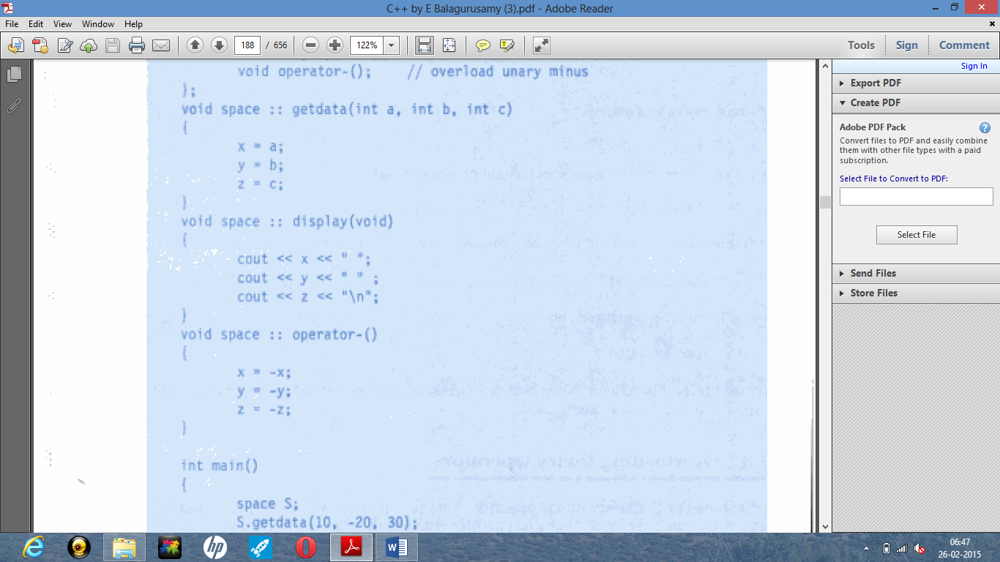 C++ by E Balagurusamy (3).pdf - Adobe Reader
File Edit View Window Help
188 / 656
122%
Tools Sign Comment
Sign In
Export PDF
Create PDF
Adobe PDF Pack
Convert files to PDF and easily combine
them with other file types with a paid
subscription.
Select File to Convert to PDF:
Select File
Send Files
Store Files
void operator-(); // overload unary minus
};
void space :: getdata(int a, int b, int c)
{
x = a;
y = b;
z = c;
}
void space :: display(void)
{
cout << x << " ";
cout << y << " " ;
cout << z << "\n";
}
void space :: operator-()
{
x = -x;
y = -y;
z = -z;
}
int main()
{
space S;
S.getdata(10, -20, 30);
hp
06:47
26-02-2015